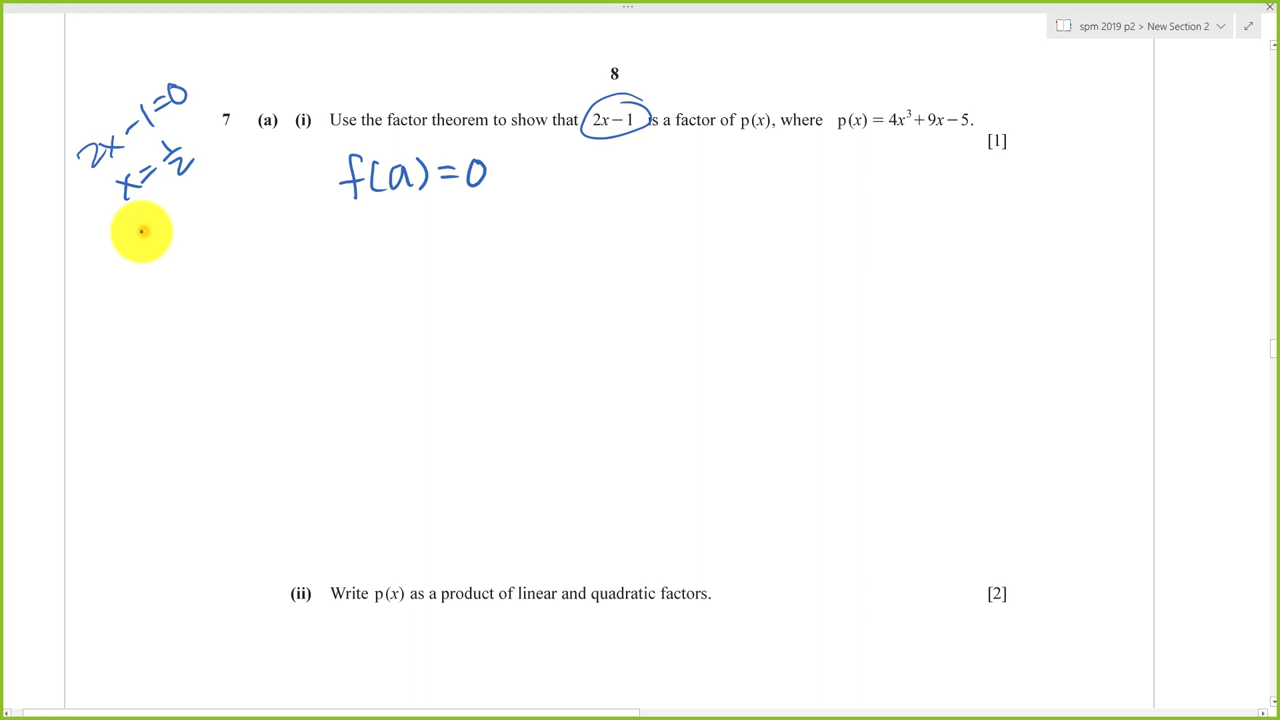 spm 2019 p2 > New Section 2
8
2x - 1 = 0
x = 1/2
7 (a) (i) Use the factor theorem to show that 2x − 1 is a factor of p(x), where p(x) = 4x³ + 9x − 5.
[1]
f(a) = 0
(ii) Write p(x) as a product of linear and quadratic factors. [2]